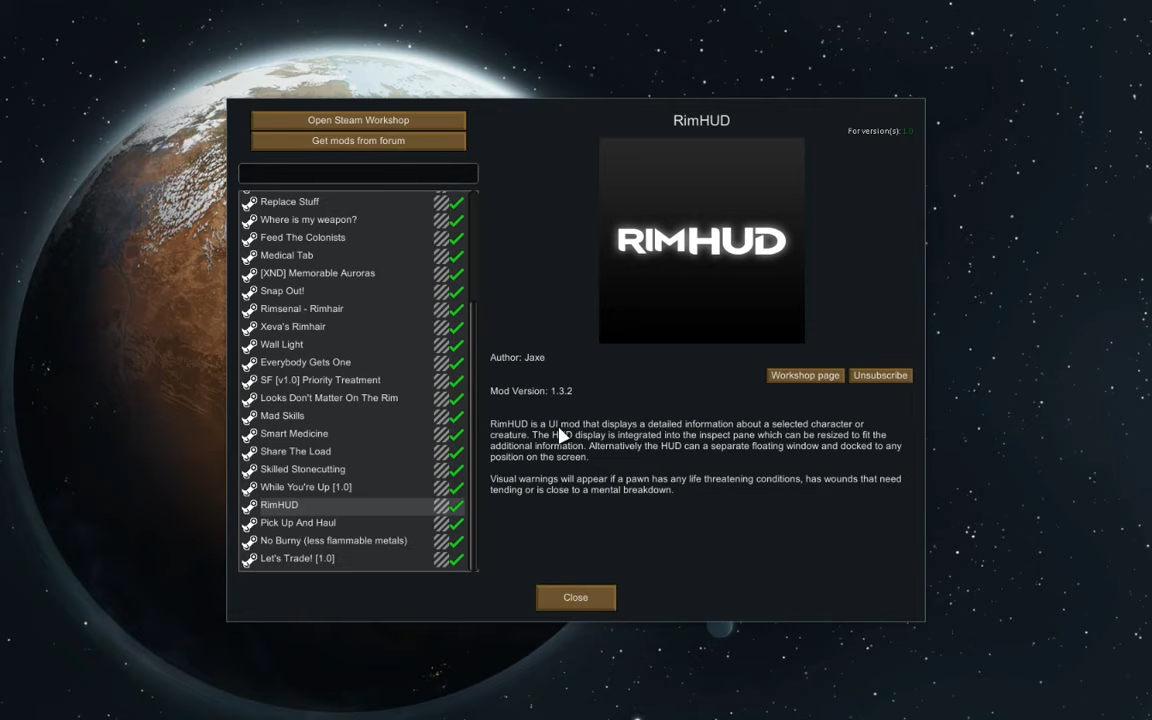 Open Steam Workshop
Get mods from forum
Replace Stuff
Where is my weapon?
Feed The Colonists
Medical Tab
[XND] Memorable Auroras
Snap Out!
Rimsenal - Rimhair
Xeva's Rimhair
Wall Light
Everybody Gets One
SF [v1.0] Priority Treatment
Looks Don't Matter On The Rim
Mad Skills
Smart Medicine
Share The Load
Skilled Stonecutting
While You're Up [1.0]
RimHUD
Pick Up And Haul
No Burny (less flammable metals)
Let's Trade! [1.0]
RimHUD
For version(s): 1.0
RIMHUD
Author: Jaxe
Workshop page
Unsubscribe
Mod Version: 1.3.2
RimHUD is a UI mod that displays a detailed information about a selected character or
creature. The HUD display is integrated into the inspect pane which can be resized to fit the
additional information. Alternatively the HUD can a separate floating window and docked to any
position on the screen.
Visual warnings will appear if a pawn has any life threatening conditions, has wounds that need
tending or is close to a mental breakdown.
Close